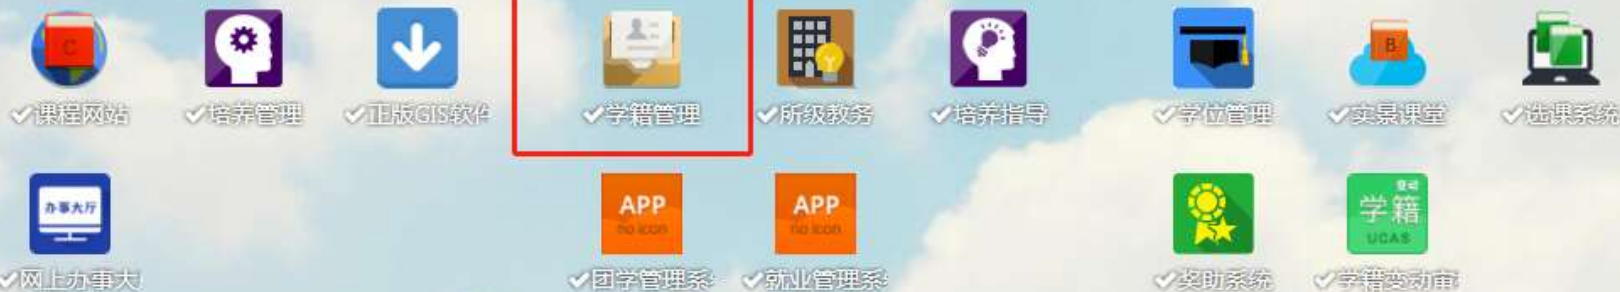 C
B
课程网站
培养管理
正版GIS软件
学籍管理
所级教务
培养指导
学位管理
实景课堂
选课系统
办事大厅
APP
no icon
APP
no icon
变动
学籍
UCAS
网上办事大
团学管理系
就业管理系
奖助系统
学籍变动审